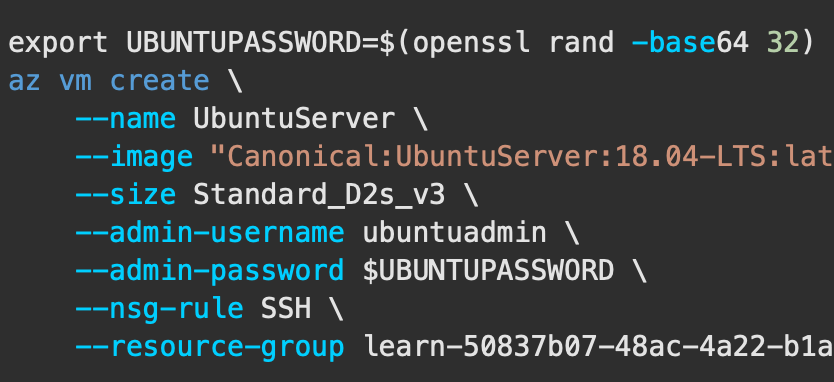 export UBUNTUPASSWORD=$(openssl rand -base64 32)
az vm create \
--name UbuntuServer \
--image "Canonical:UbuntuServer:18.04-LTS:lat
--size Standard_D2s_v3 \
--admin-username ubuntuadmin \
--admin-password $UBUNTUPASSWORD \
--nsg-rule SSH \
--resource-group learn-50837b07-48ac-4a22-b1a